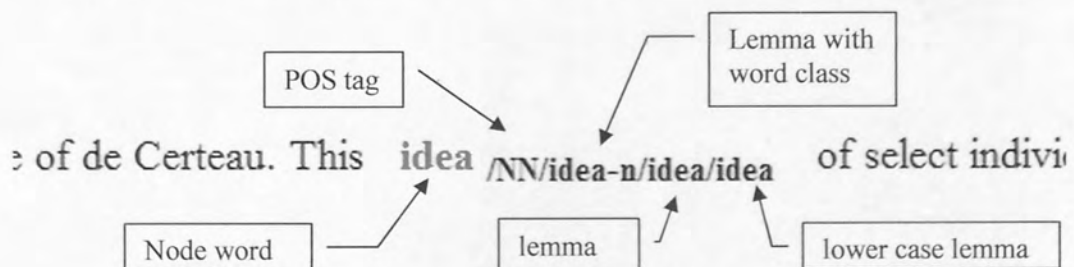 Lemma with
word class
POS tag
of de Certeau. This idea /NN/idea-n/idea/idea of select
Node word
lemma
lower case lemma